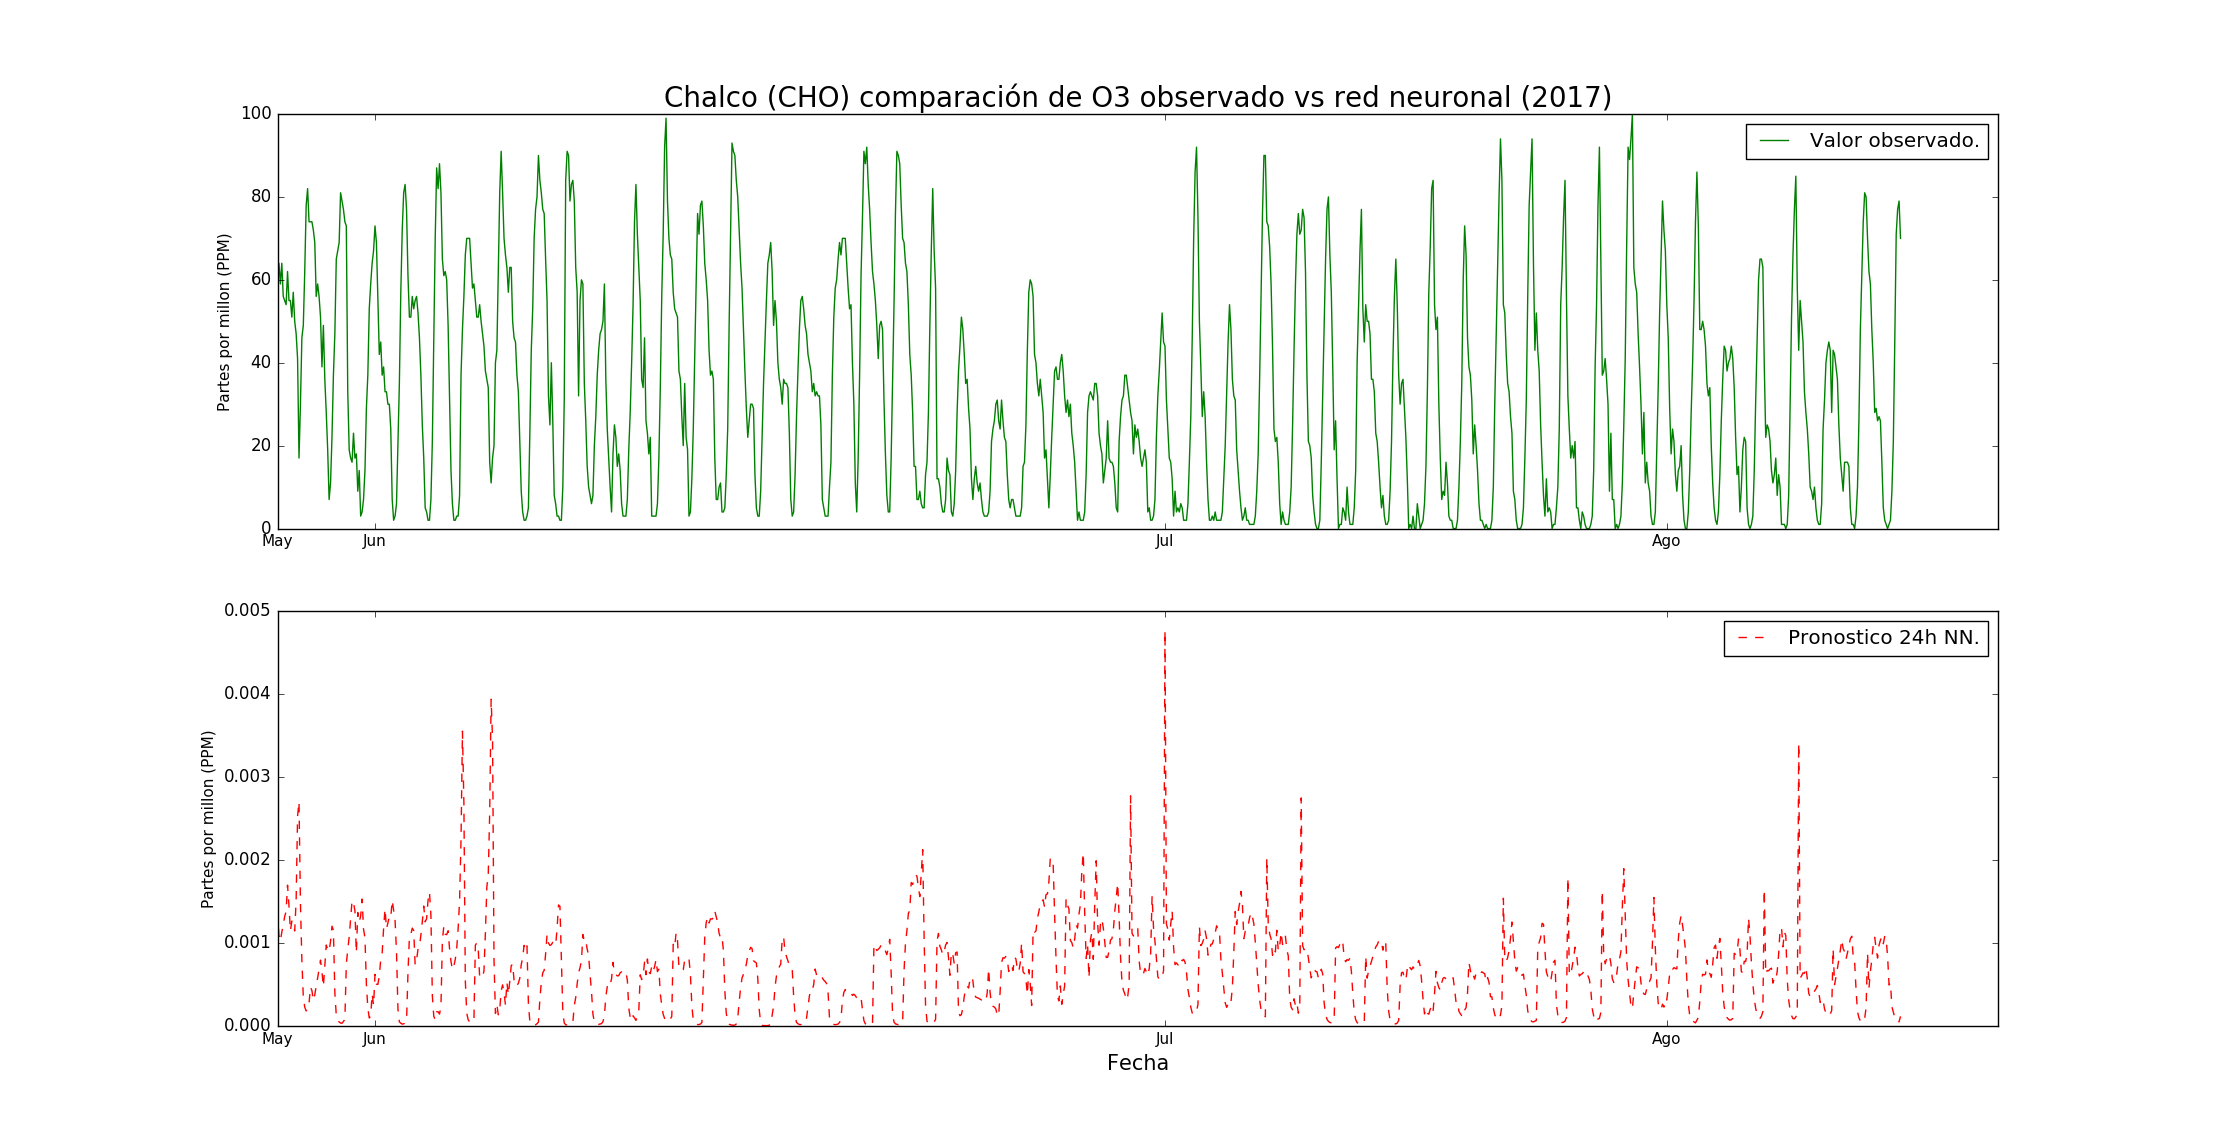 Chalco (CHO) comparación de O3 observado vs red neuronal (2017)
100
80
60
40
20
0
Partes por millon (PPM)
Valor observado.
May Jun Jul Ago
0.005
0.004
0.003
0.002
0.001
0.000
Partes por millon (PPM)
Pronostico 24h NN.
May Jun Jul Ago
Fecha